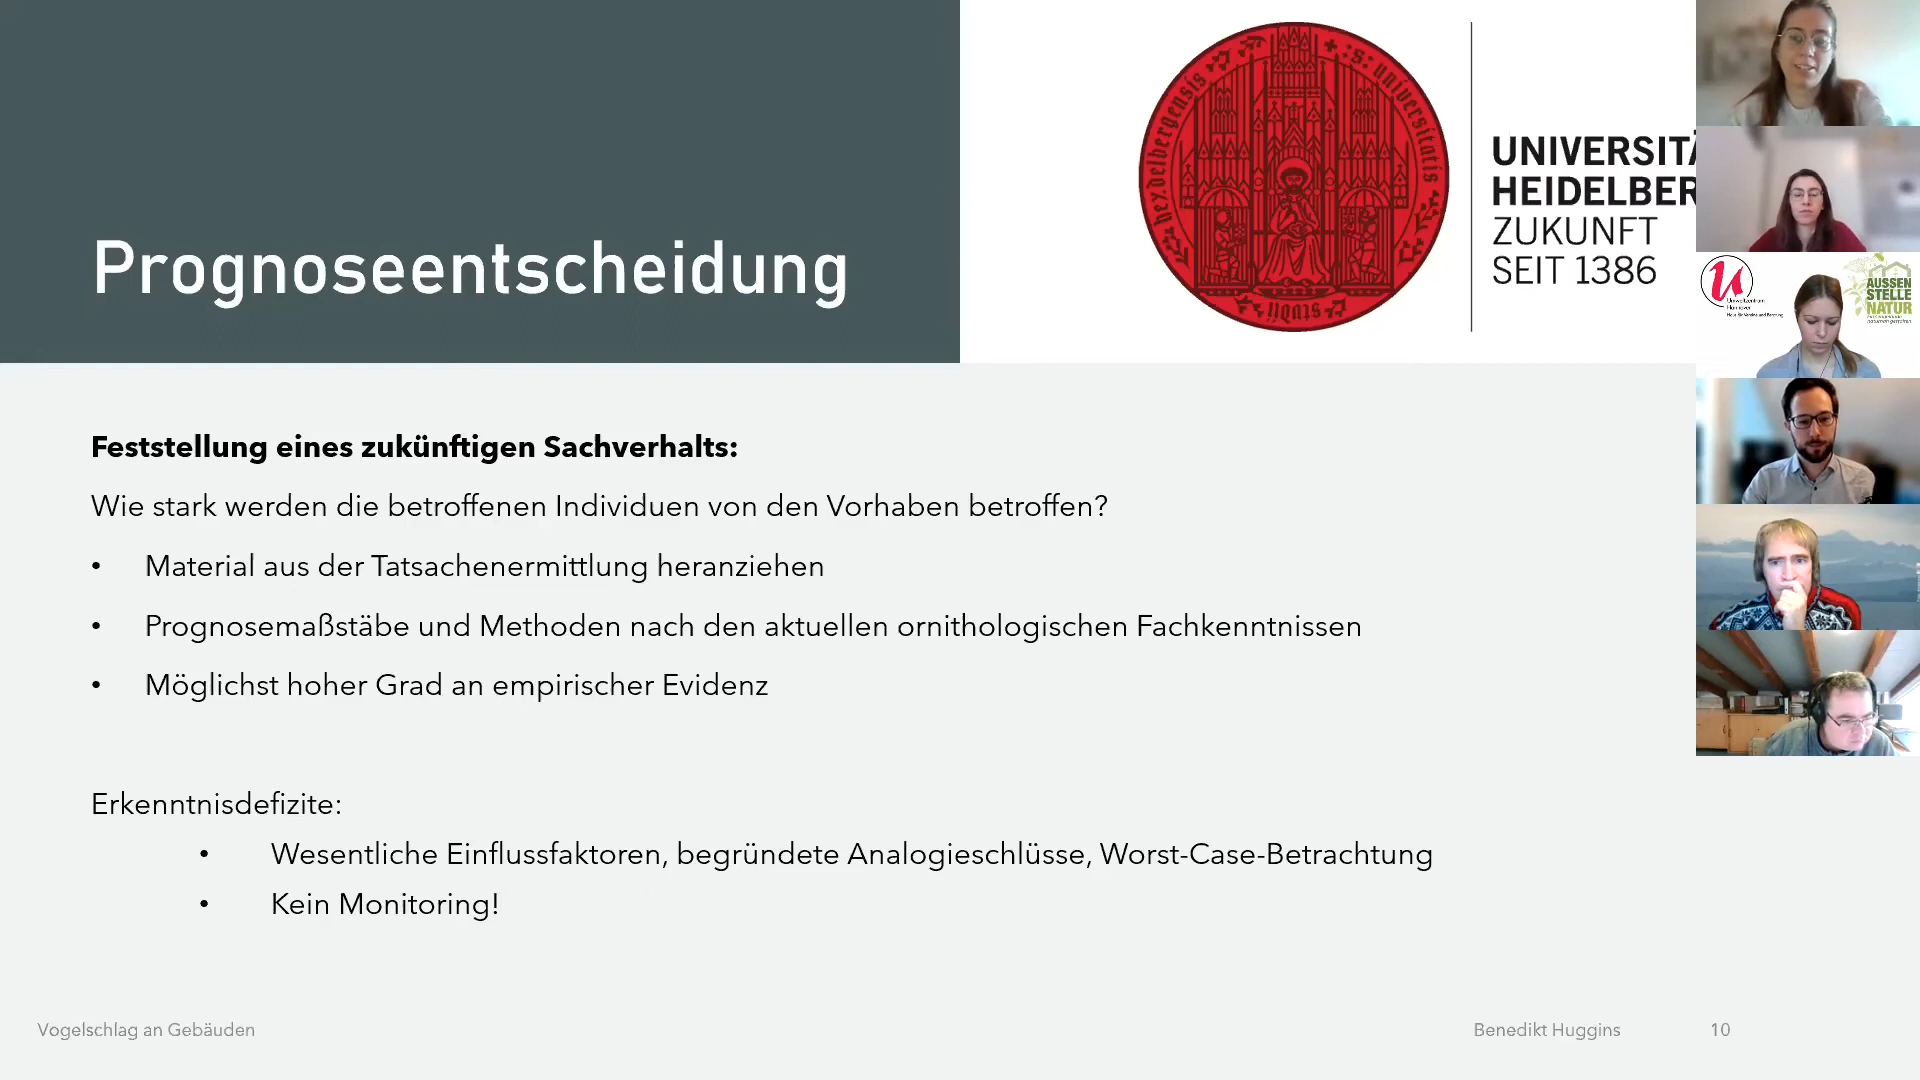 Prognoseentscheidung
UNIVERSITÄ
HEIDELBER
ZUKUNFT
SEIT 1386
Feststellung eines zukünftigen Sachverhalts:
Wie stark werden die betroffenen Individuen von den Vorhaben betroffen?
• Material aus der Tatsachenermittlung heranziehen
• Prognosemaßstäbe und Methoden nach den aktuellen ornithologischen Fachkenntnissen
• Möglichst hoher Grad an empirischer Evidenz
Erkenntnisdefizite:
• Wesentliche Einflussfaktoren, begründete Analogieschlüsse, Worst-Case-Betrachtung
• Kein Monitoring!
Vogelschlag an Gebäuden
Benedikt Huggins
10
Umweltzentrum
Hannover
AUSSEN
STELLE
NATUR